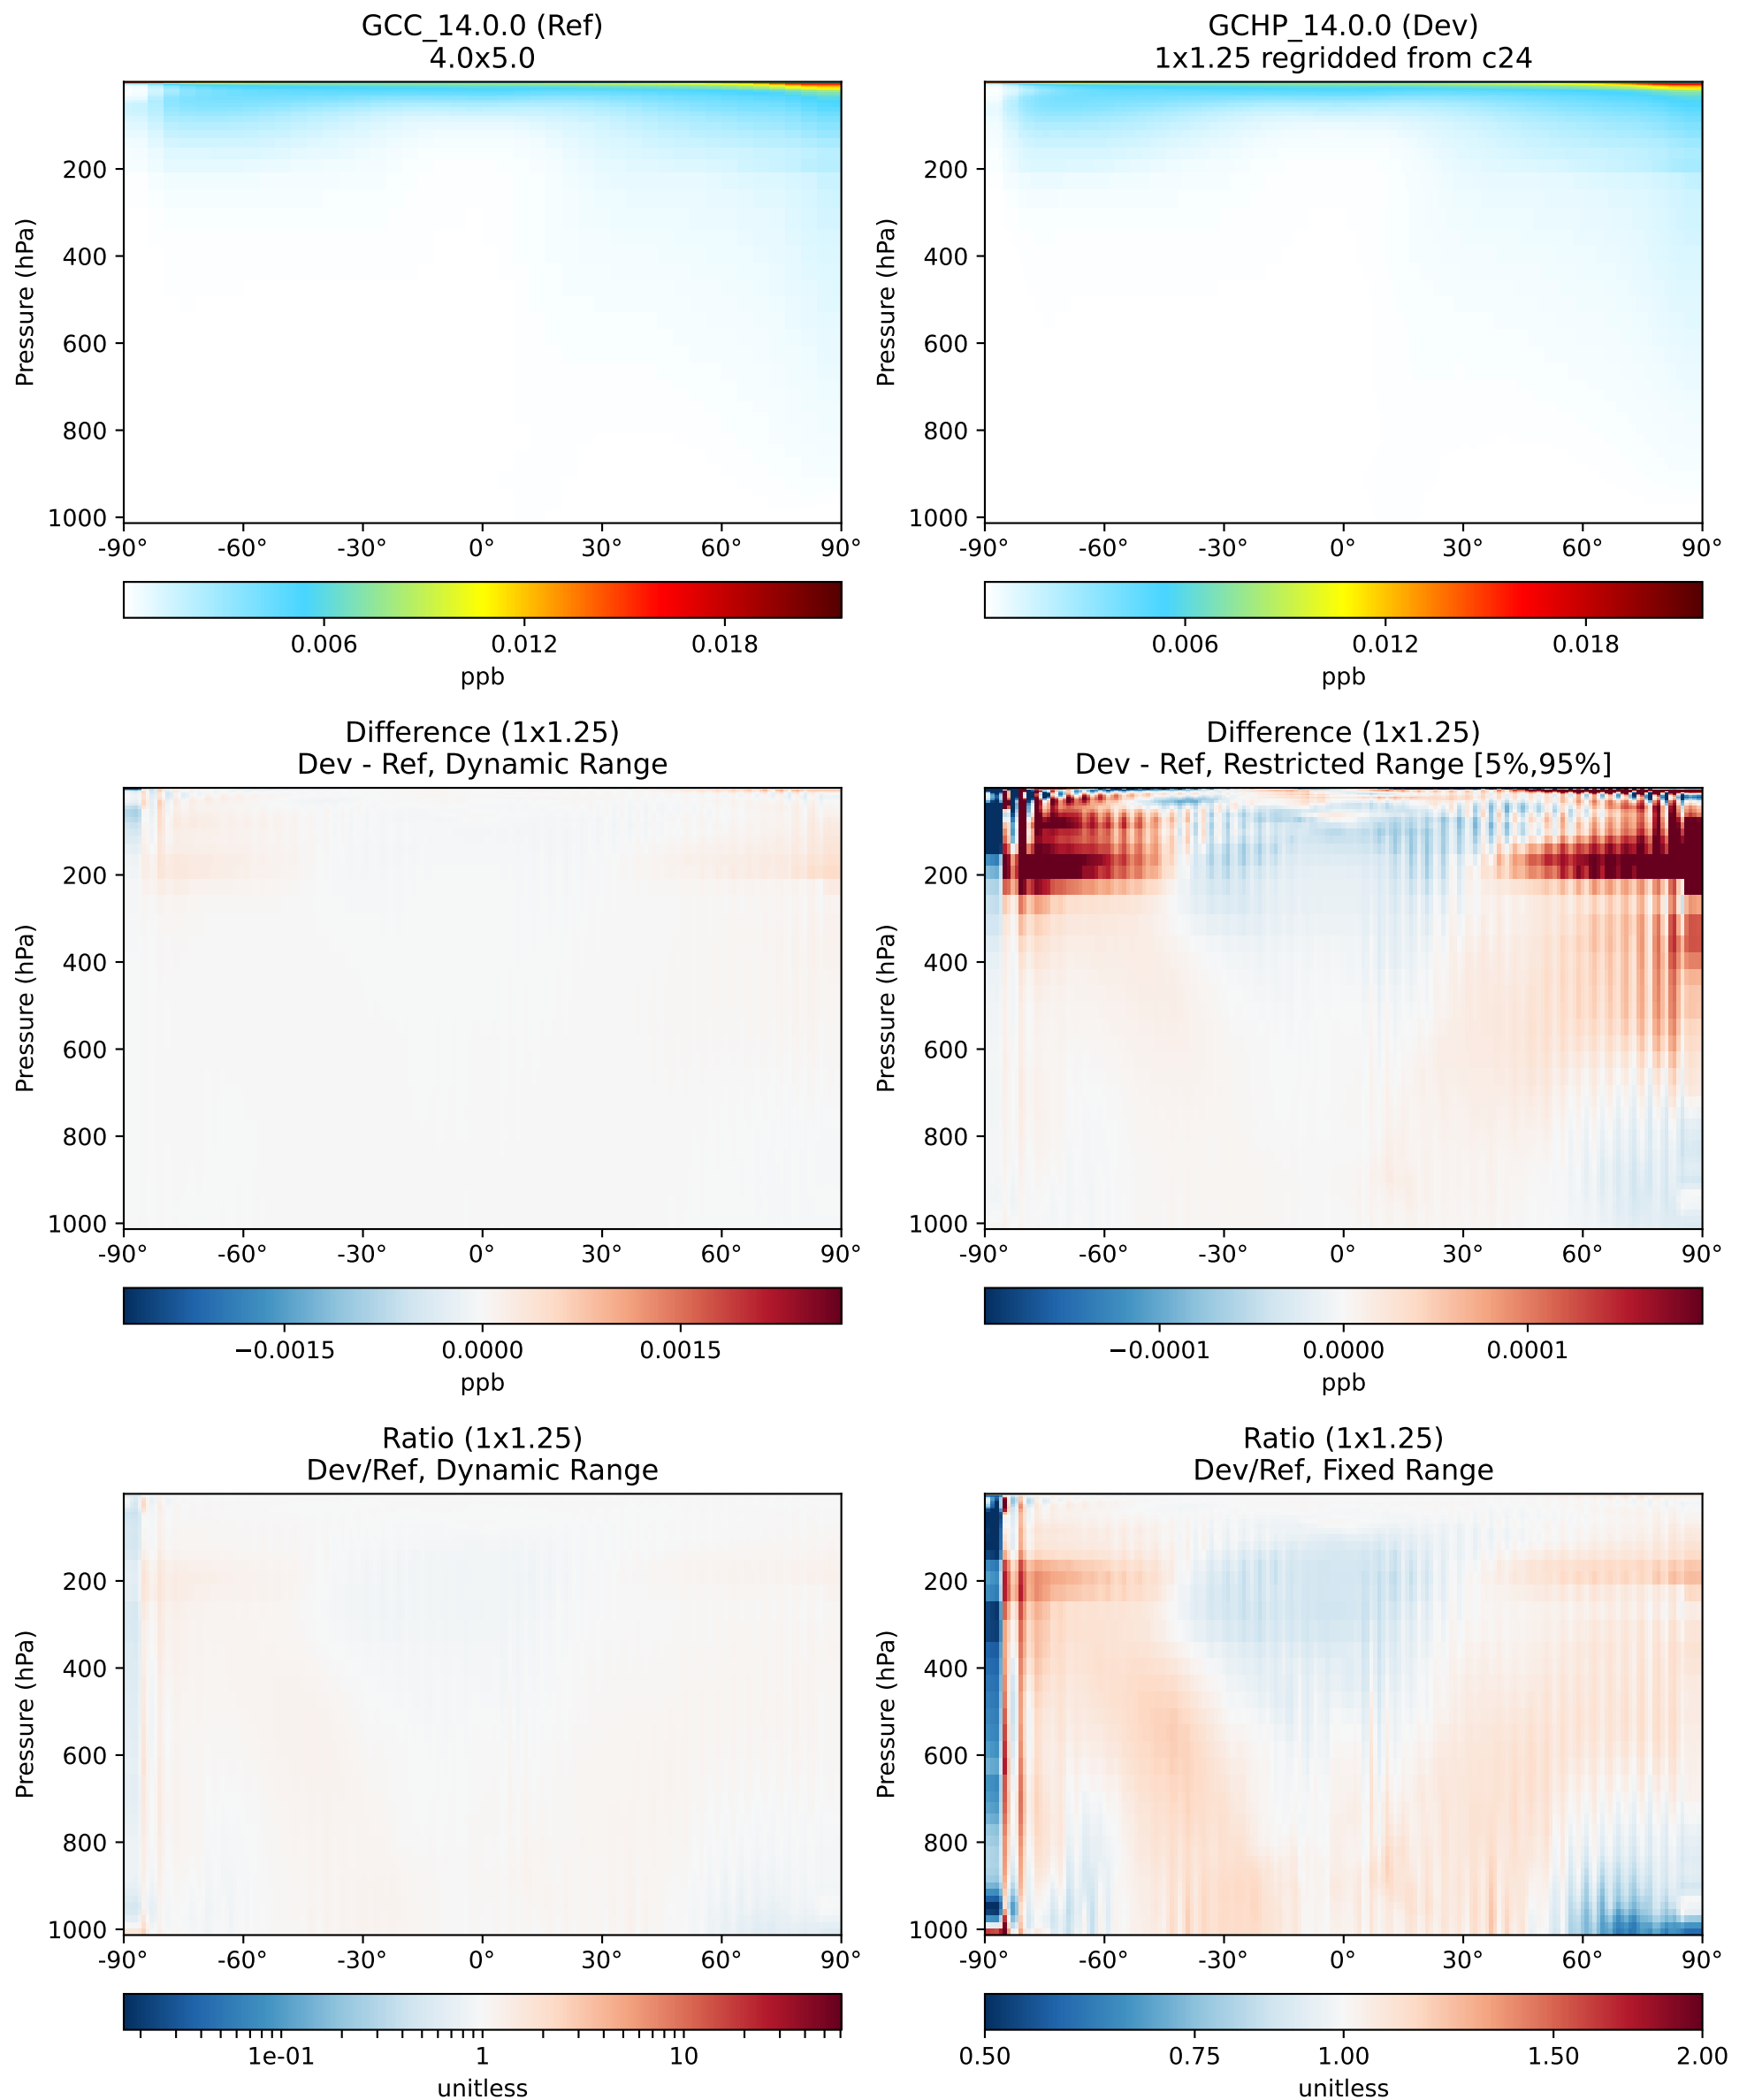 GCC_14.0.0 (Ref)
4.0x5.0
GCHP_14.0.0 (Dev)
1x1.25 regridded from c24
Pressure (hPa)
200
400
600
800
1000
-90° -60° -30° 0° 30° 60° 90°
0.006 0.012 0.018
ppb
Pressure (hPa)
200
400
600
800
1000
-90° -60° -30° 0° 30° 60° 90°
0.006 0.012 0.018
ppb
Difference (1x1.25)
Dev - Ref, Dynamic Range
Difference (1x1.25)
Dev - Ref, Restricted Range [5%,95%]
Pressure (hPa)
200
400
600
800
1000
-90° -60° -30° 0° 30° 60° 90°
−0.0015 0.0000 0.0015
ppb
Pressure (hPa)
200
400
600
800
1000
-90° -60° -30° 0° 30° 60° 90°
−0.0001 0.0000 0.0001
ppb
Ratio (1x1.25)
Dev/Ref, Dynamic Range
Ratio (1x1.25)
Dev/Ref, Fixed Range
Pressure (hPa)
200
400
600
800
1000
-90° -60° -30° 0° 30° 60° 90°
1e-01 1 10
unitless
Pressure (hPa)
200
400
600
800
1000
-90° -60° -30° 0° 30° 60° 90°
0.50 0.75 1.00 1.50 2.00
unitless